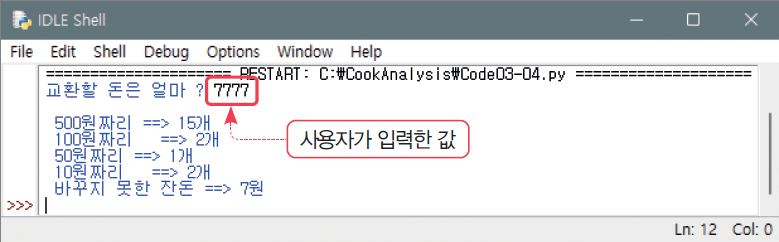 IDLE Shell
File Edit Shell Debug Options Window Help
==================== RESTART: C:\CookAnalysis\Code03-04.py ====================
교환할 돈은 얼마 ? 7777
500원짜리 ==> 15개
100원짜리 ==> 2개
50원짜리 ==> 1개
10원짜리 ==> 2개
바꾸지 못한 잔돈 ==> 7원
>>>
사용자가 입력한 값
Ln: 12 Col: 0